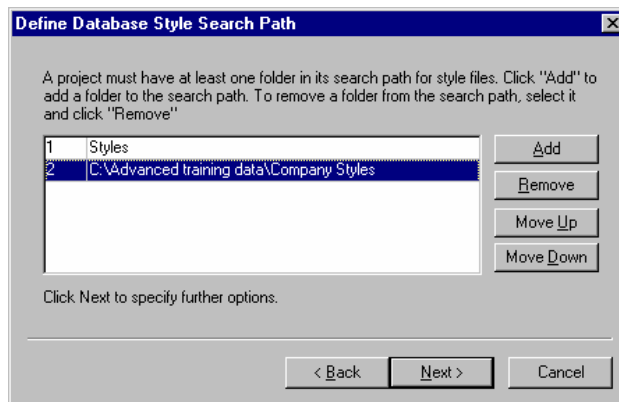 Define Database Style Search Path
A project must have at least one folder in its search path for style files. Click "Add" to
add a folder to the search path. To remove a folder from the search path, select it
and click "Remove"
1 Styles
2 C:\Advanced training data\Company Styles
Add
Remove
Move Up
Move Down
Click Next to specify further options.
< Back
Next >
Cancel